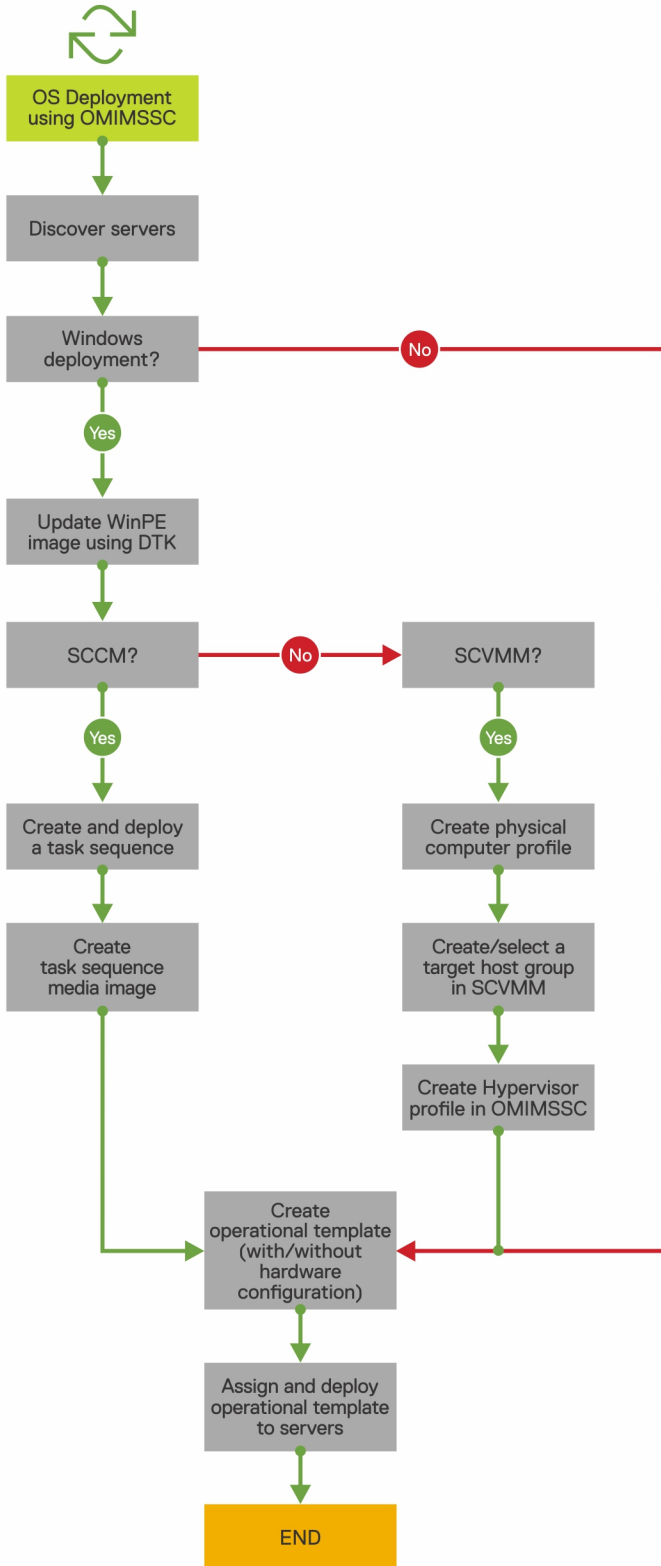 OS Deployment
using OMIMSSC
Discover servers
Windows
deployment?
No
Yes
Update WinPE
image using DTK
SCCM?
No
SCVMM?
Yes
Yes
Create and deploy
a task sequence
Create physical
computer profile
Create
task sequence
media image
Create/select a
target host group
in SCVMM
Create Hypervisor
profile in OMIMSSC
Create
operational template
(with/without
hardware
configuration)
Assign and deploy
operational template
to servers
END